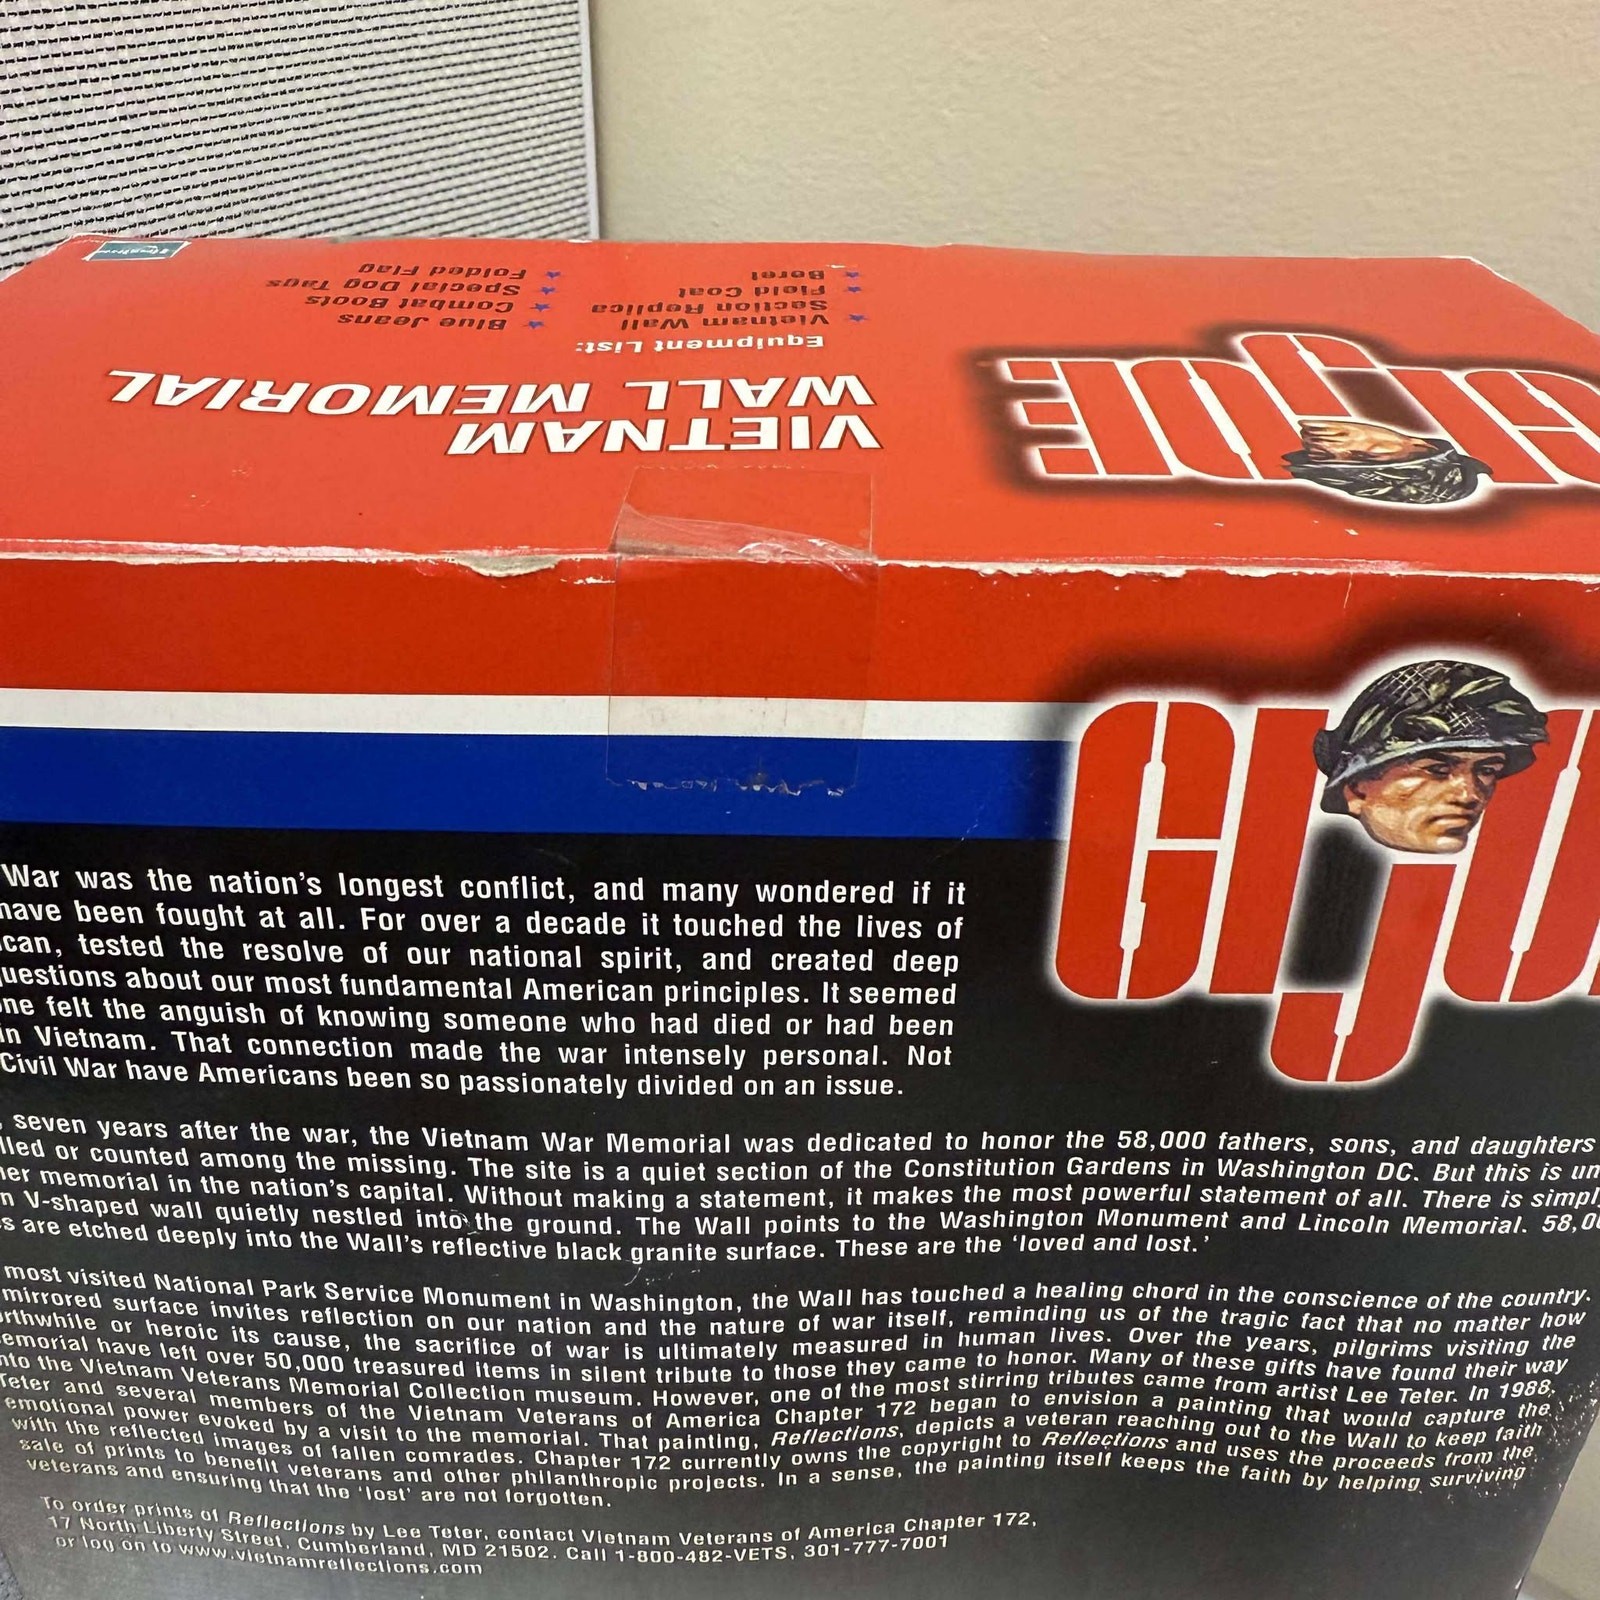 Blue Jeans
Combat Boots
Special Dog Tags
Folded Flag
Vietnam Wall
Section Replica
Field Coat
Beret
Equipment List:
VIETNAM
WALL MEMORIAL
GI JOE
War was the nation's longest conflict, and many wondered if it
have been fought at all. For over a decade it touched the lives of
can, tested the resolve of our national spirit, and created deep
uestions about our most fundamental American principles. It seemed
ne felt the anguish of knowing someone who had died or had been
in Vietnam. That connection made the war intensely personal. Not
Civil War have Americans been so passionately divided on an issue.
GI JO
, seven years after the war, the Vietnam War Memorial was dedicated to honor the 58,000 fathers, sons, and daughters
lled or counted among the missing. The site is a quiet section of the Constitution Gardens in Washington DC. But this is un
her memorial in the nation's capital. Without making a statement, it makes the most powerful statement of all. There is simpl
n V-shaped wall quietly nestled into the ground. The Wall points to the Washington Monument and Lincoln Memorial. 58,0
s are etched deeply into the Wall's reflective black granite surface. These are the 'loved and lost.'
most visited National Park Service Monument in Washington, the Wall has touched a healing chord in the conscience of the country.
mirrored surface invites reflection on our nation and the nature of war itself, reminding us of the tragic fact that no matter how
rthwhile or heroic its cause, the sacrifice of war is ultimately measured in human lives. Over the years, pilgrims visiting the
emorial have left over 50,000 treasured items in silent tribute to those they came to honor. Many of these gifts have found their way
nto the Vietnam Veterans Memorial Collection museum. However, one of the most stirring tributes came from artist Lee Teter. In 1988,
Teter and several members of the Vietnam Veterans of America Chapter 172 began to envision a painting that would capture the
emotional power evoked by a visit to the memorial. That painting, Reflections, depicts a veteran reaching out to the Wall to keep faith
with the reflected images of fallen comrades. Chapter 172 currently owns the copyright to Reflections and uses the proceeds from the
sale of prints to benefit veterans and other philanthropic projects. In a sense, the painting itself keeps the faith by helping surviving
veterans and ensuring that the 'lost' are not forgotten.
To order prints of Reflections by Lee Teter, contact Vietnam Veterans of America Chapter 172,
17 North Liberty Street, Cumberland, MD 21502. Call 1-800-482-VETS, 301-777-7001
or log on to www.vietnamreflections.com